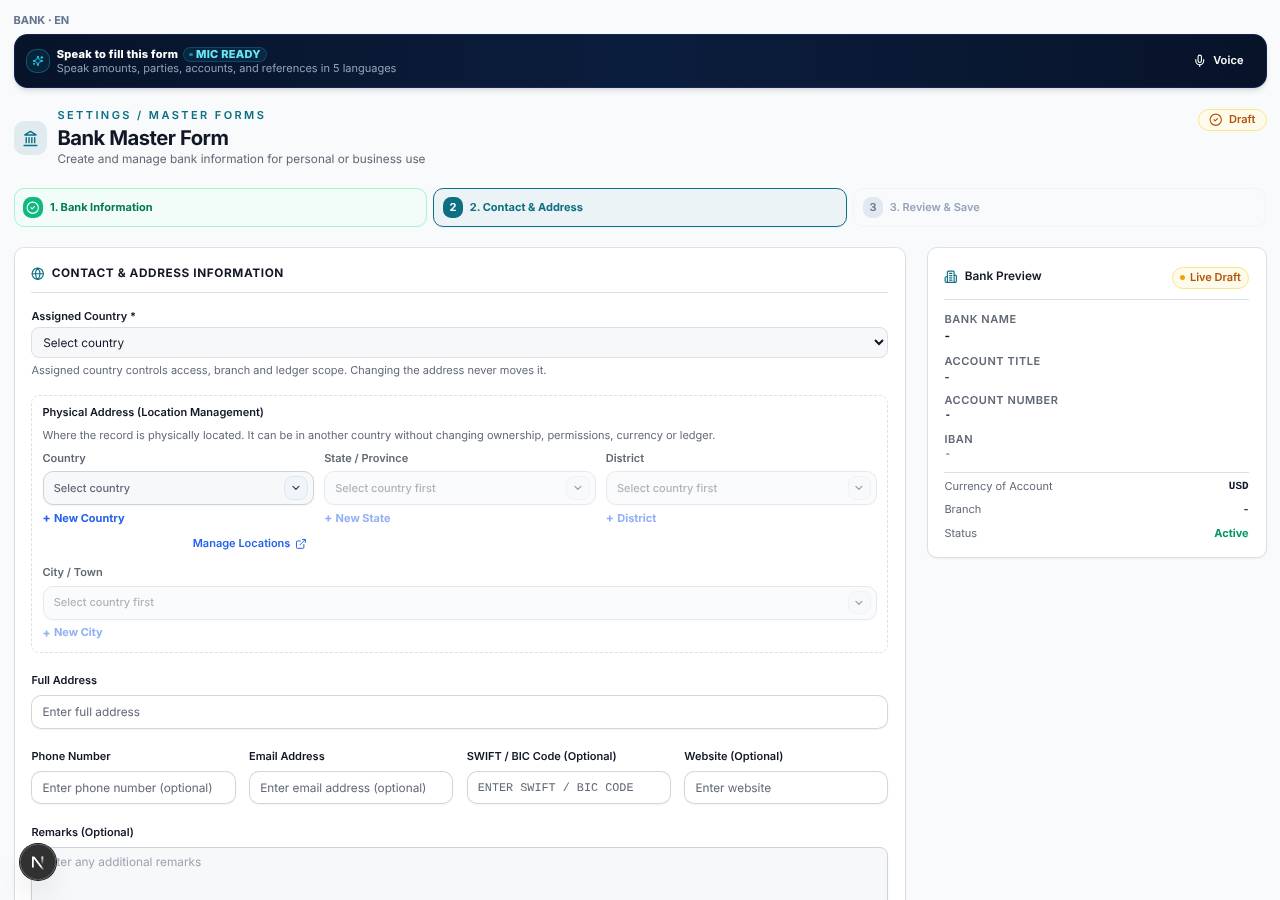 BANK · EN
Speak to fill this form
MIC READY
Speak amounts, parties, accounts, and references in 5 languages
Voice
SETTINGS / MASTER FORMS
Bank Master Form
Create and manage bank information for personal or business use
Draft
1. Bank Information
2 2. Contact & Address
3 3. Review & Save
CONTACT & ADDRESS INFORMATION
Assigned Country *
Select country
Assigned country controls access, branch and ledger scope. Changing the address never moves it.
Physical Address (Location Management)
Where the record is physically located. It can be in another country without changing ownership, permissions, currency or ledger.
Country State / Province District
Select country Select country first Select country first
+ New Country + New State + District
Manage Locations
City / Town
Select country first
+ New City
Full Address
Enter full address
Phone Number Email Address SWIFT / BIC Code (Optional) Website (Optional)
Enter phone number (optional) Enter email address (optional) ENTER SWIFT / BIC CODE Enter website
Remarks (Optional)
ter any additional remarks
N
Bank Preview
Live Draft
BANK NAME
-
ACCOUNT TITLE
-
ACCOUNT NUMBER
-
IBAN
-
Currency of Account USD
Branch -
Status Active